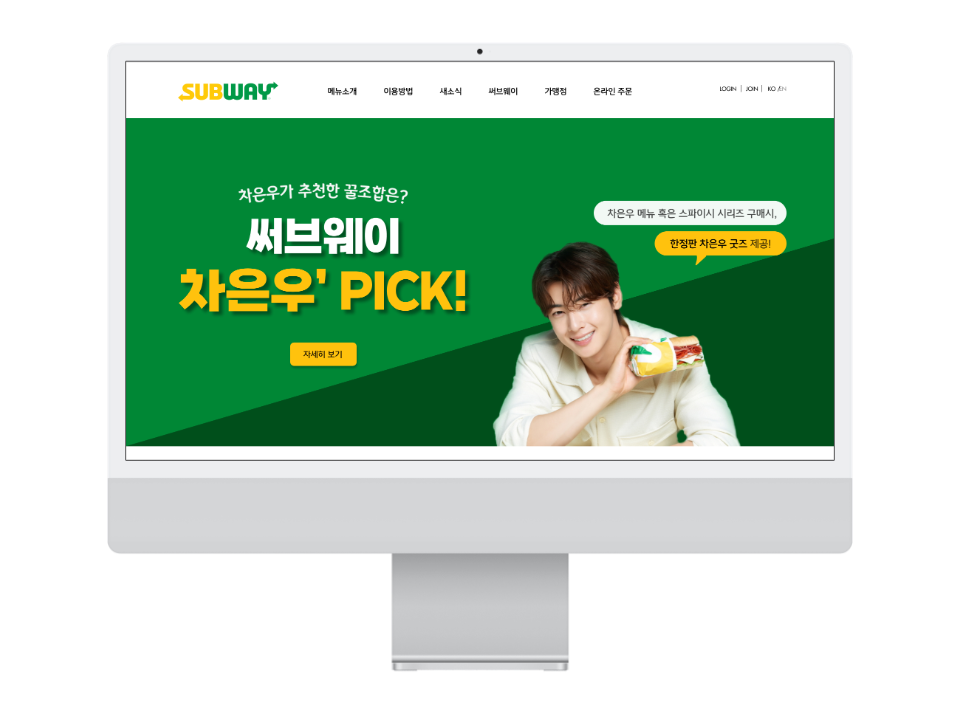 SUBWAY
메뉴소개 이용방법 새소식 써브웨이 가맹점 온라인 주문
LOGIN | JOIN | KO /EN
차은우가 추천한 꿀조합은?
써브웨이
차은우' PICK!
자세히 보기
차은우 메뉴 혹은 스파이시 시리즈 구매시,
한정판 차은우 굿즈 제공!